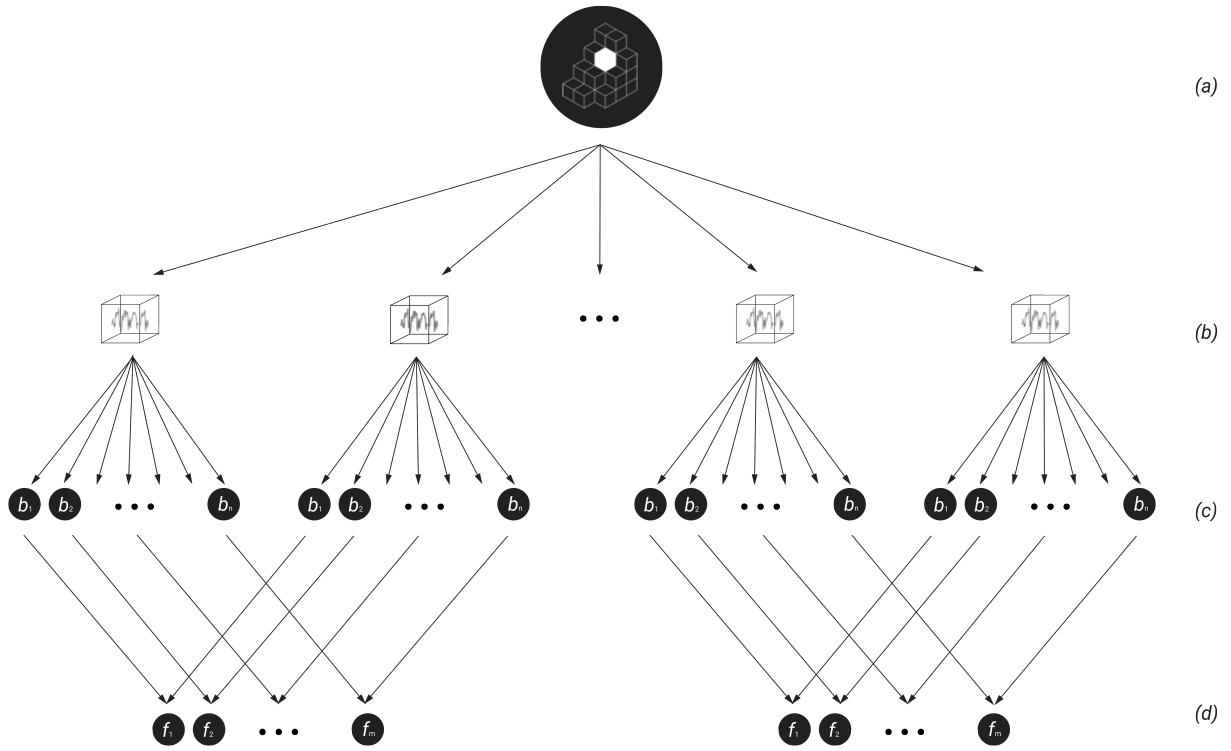 (a)
• • •
(b)
b₁ b₂ • • • bₙ b₁ b₂ • • • bₙ b₁ b₂ • • • bₙ b₁ b₂ • • • bₙ
(c)
f₁ f₂ • • • fₘ f₁ f₂ • • • fₘ
(d)